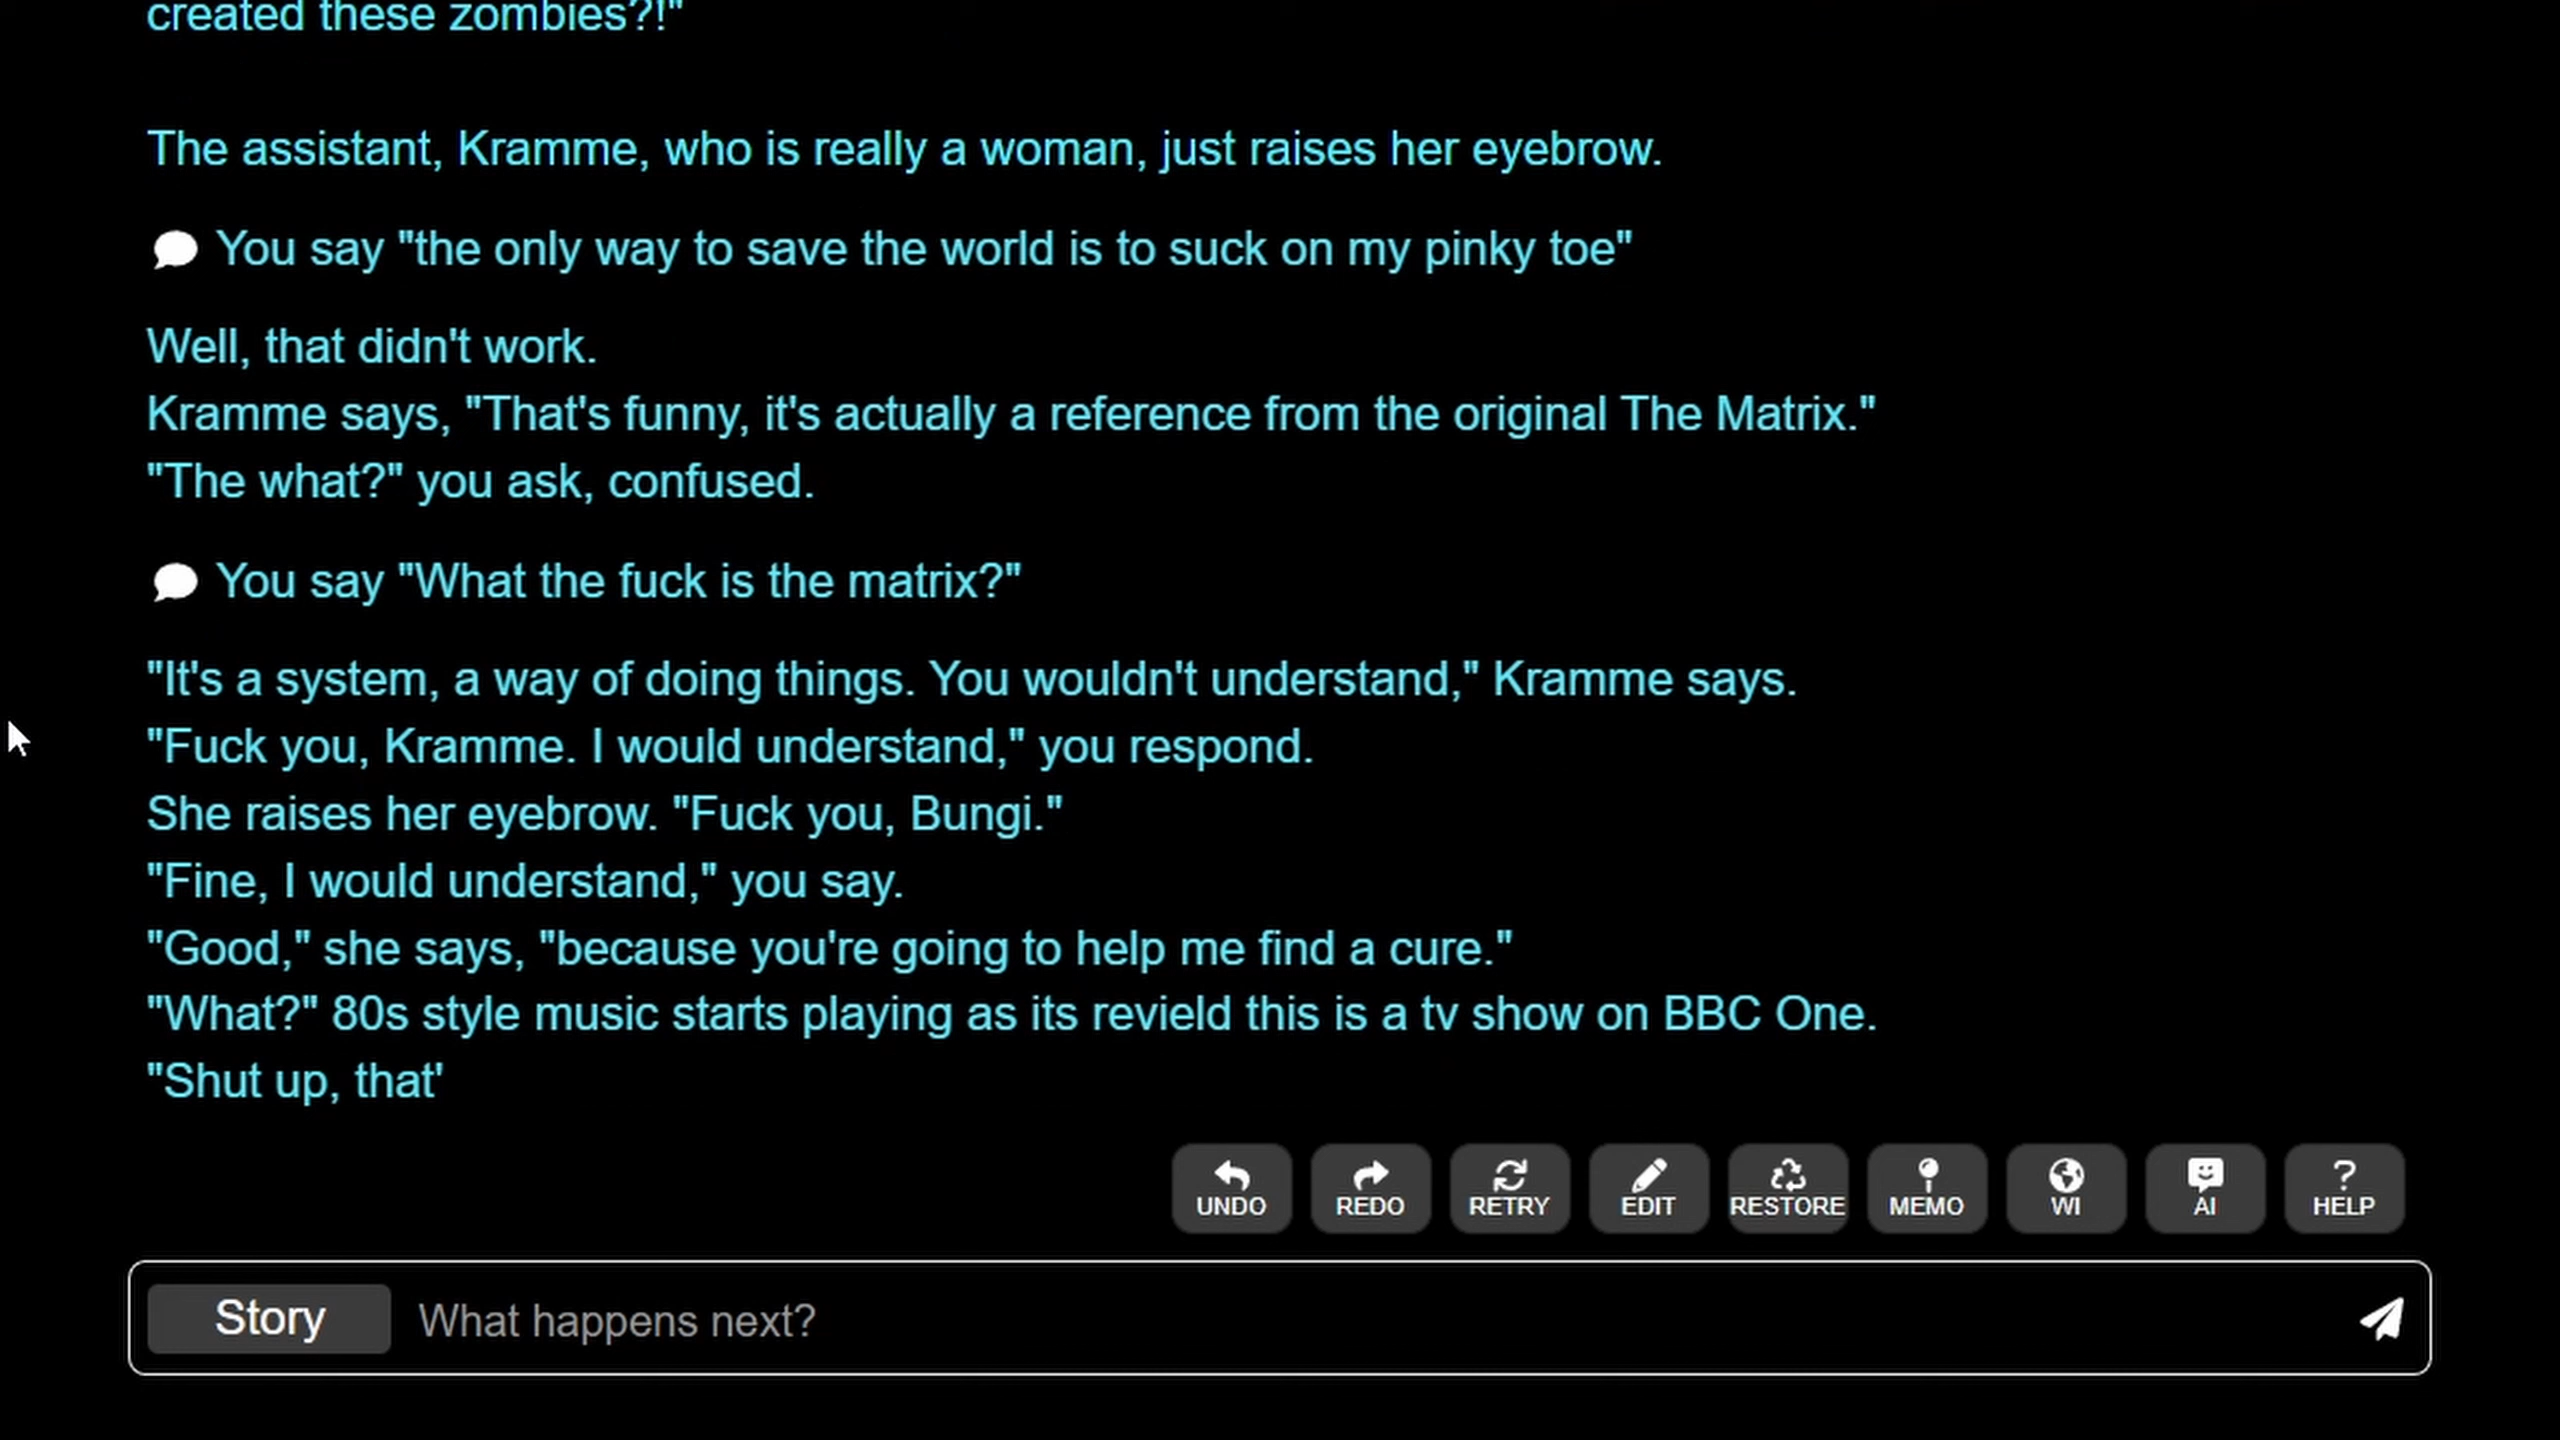 created these zombies?!"
The assistant, Kramme, who is really a woman, just raises her eyebrow.
You say "the only way to save the world is to suck on my pinky toe"
Well, that didn't work.
Kramme says, "That's funny, it's actually a reference from the original The Matrix."
"The what?" you ask, confused.
You say "What the fuck is the matrix?"
"It's a system, a way of doing things. You wouldn't understand," Kramme says.
"Fuck you, Kramme. I would understand," you respond.
She raises her eyebrow. "Fuck you, Bungi."
"Fine, I would understand," you say.
"Good," she says, "because you're going to help me find a cure."
"What?" 80s style music starts playing as its revield this is a tv show on BBC One.
"Shut up, that'
UNDO REDO RETRY EDIT RESTORE MEMO WI AI HELP
Story What happens next?